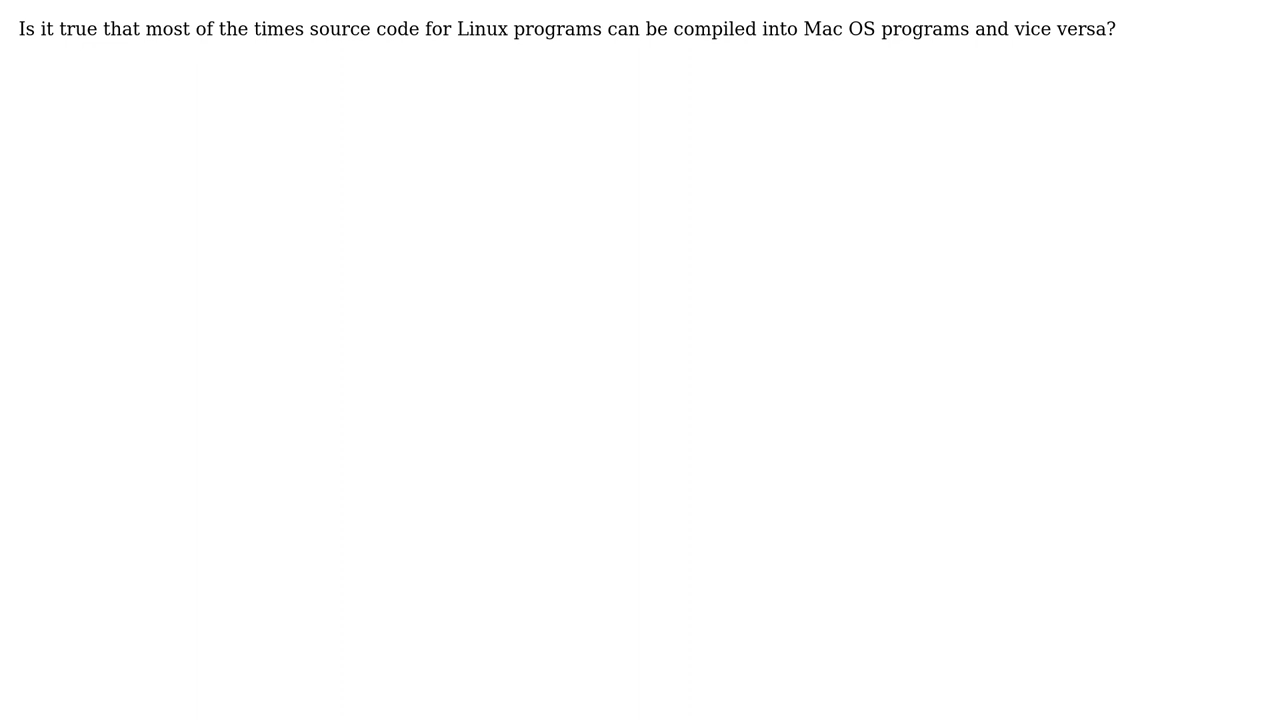 Is it true that most of the times source code for Linux programs can be compiled into Mac OS programs and vice versa?